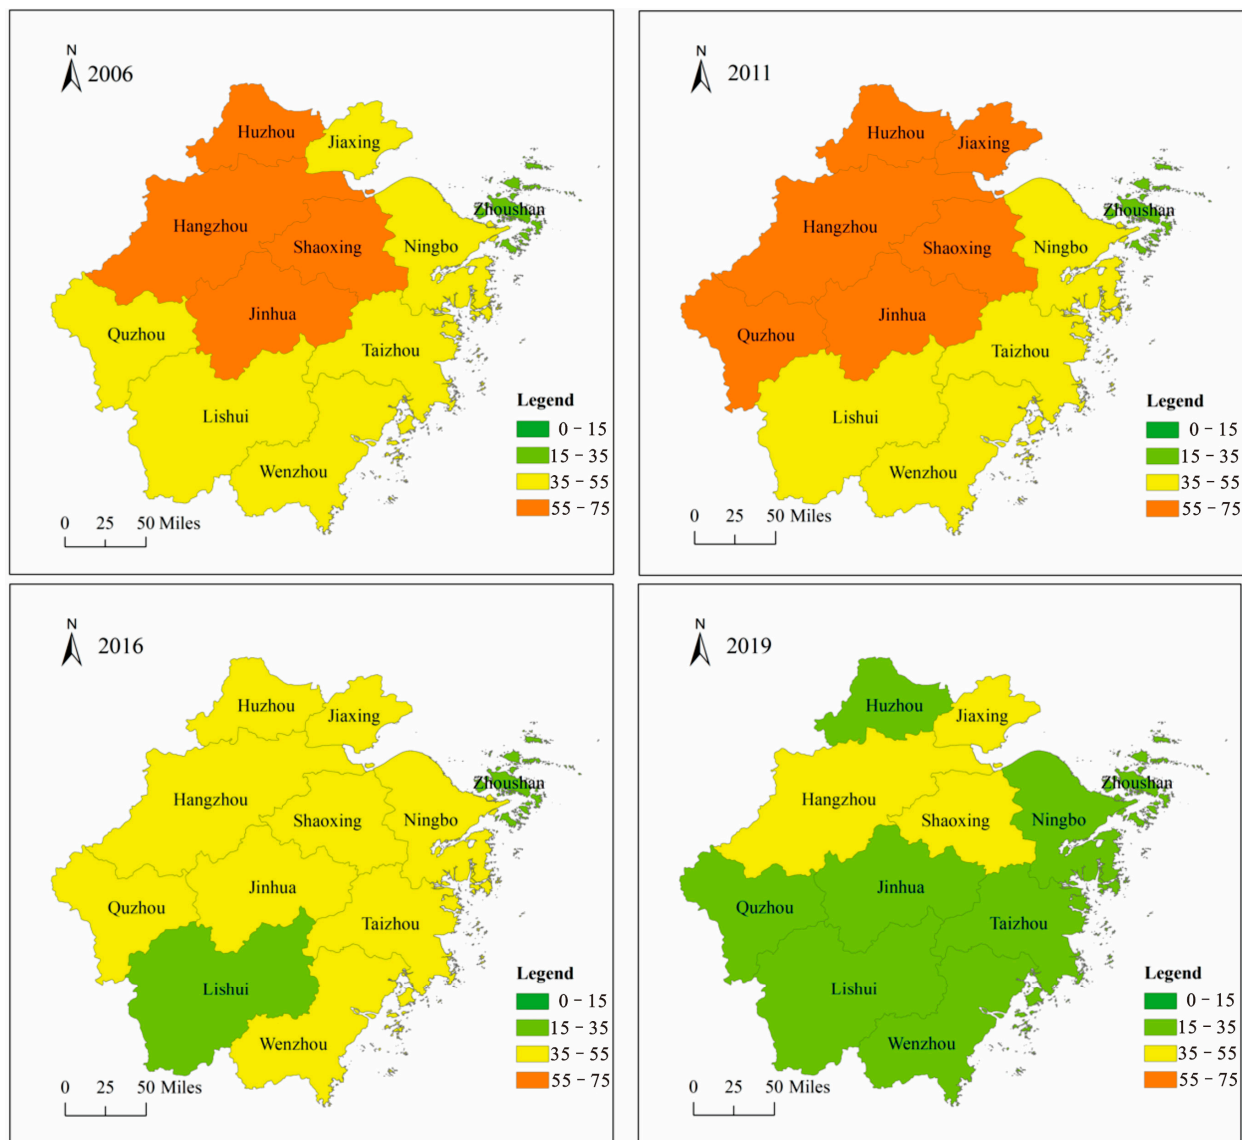 N
2006
Huzhou
Jiaxing
Hangzhou
Shaoxing
Ningbo
Zhoushan
Jinhua
Quzhou
Taizhou
Lishui
Wenzhou
Legend
0 - 15
15 - 35
35 - 55
55 - 75
0 25 50 Miles
N
2011
Huzhou
Jiaxing
Hangzhou
Shaoxing
Ningbo
Zhoushan
Jinhua
Quzhou
Taizhou
Lishui
Wenzhou
Legend
0 - 15
15 - 35
35 - 55
55 - 75
0 25 50 Miles
N
2016
Huzhou
Jiaxing
Hangzhou
Shaoxing
Ningbo
Zhoushan
Jinhua
Quzhou
Taizhou
Lishui
Wenzhou
Legend
0 - 15
15 - 35
35 - 55
55 - 75
0 25 50 Miles
N
2019
Huzhou
Jiaxing
Hangzhou
Shaoxing
Ningbo
Zhoushan
Jinhua
Quzhou
Taizhou
Lishui
Wenzhou
Legend
0 - 15
15 - 35
35 - 55
55 - 75
0 25 50 Miles